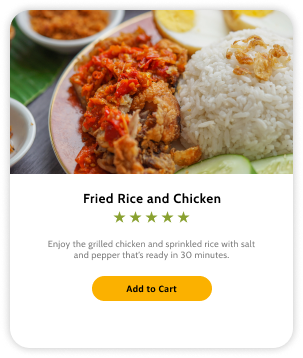 Fried Rice and Chicken
Enjoy the grilled chicken and sprinkled rice with salt
and pepper that's ready in 30 minutes.
Add to Cart